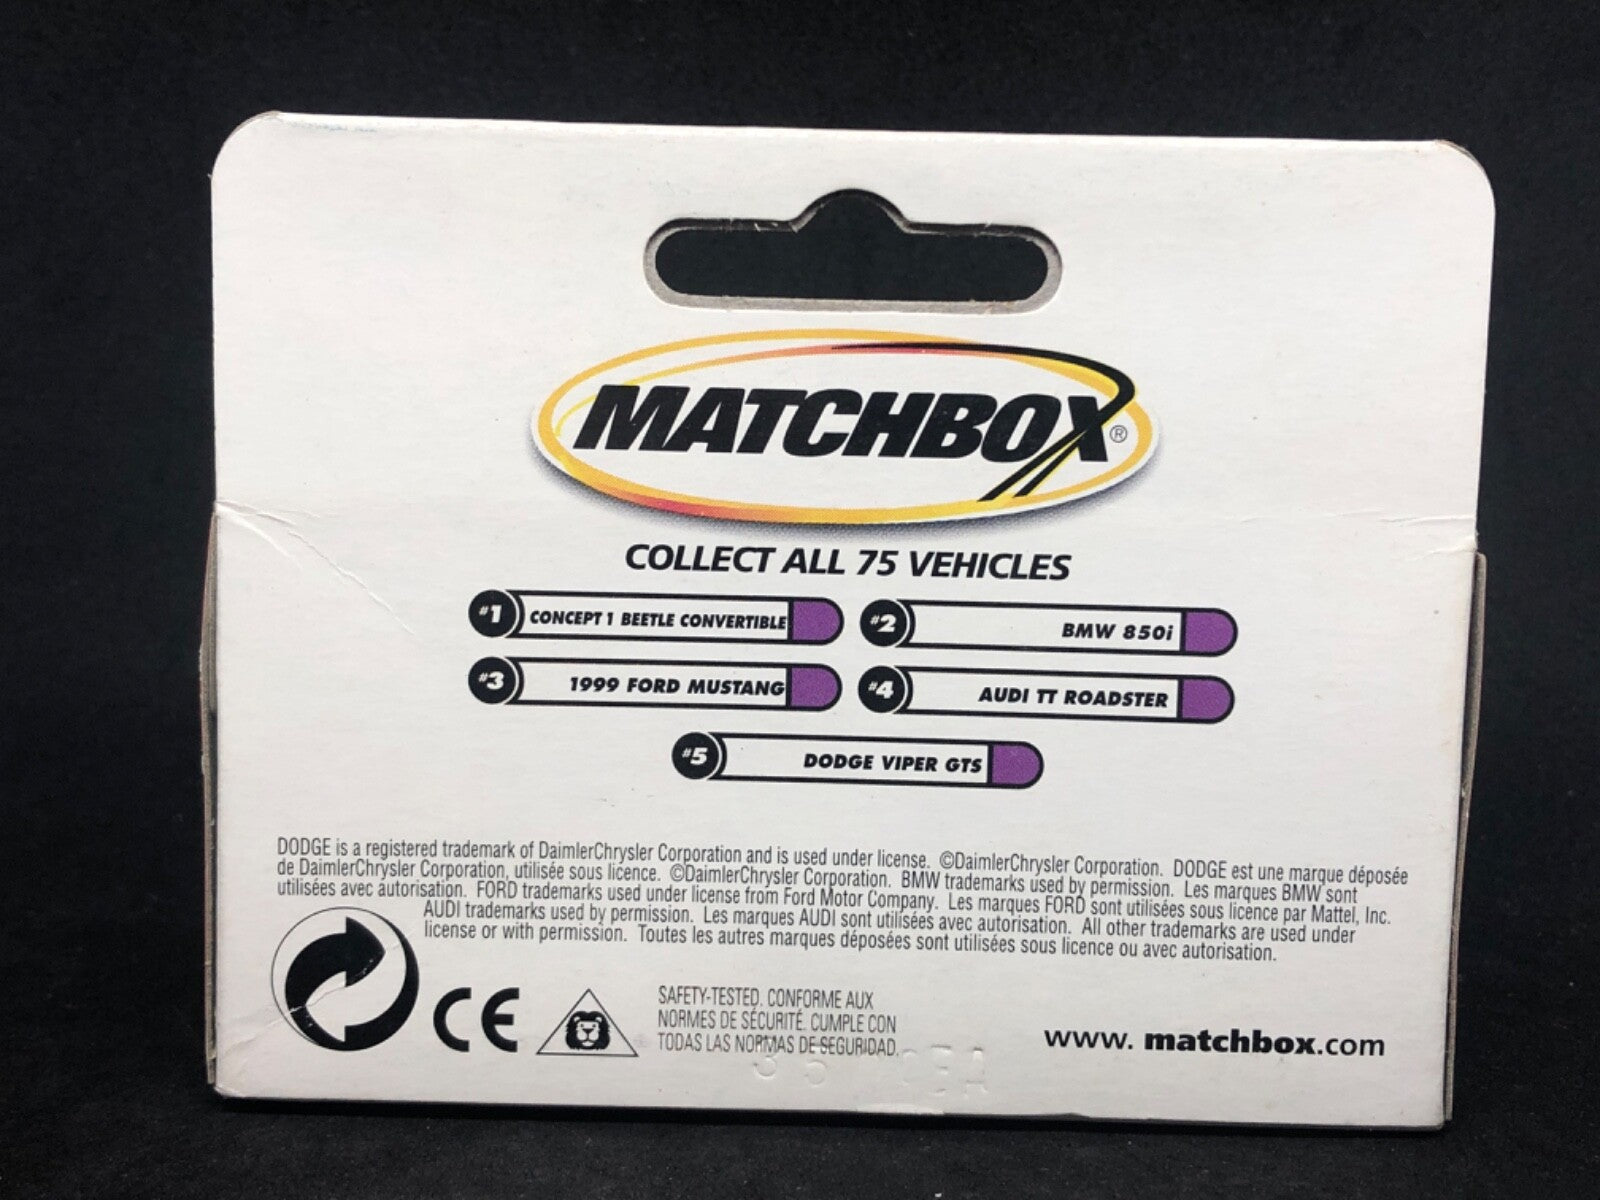 MATCHBOX®
COLLECT ALL 75 VEHICLES
#1 CONCEPT 1 BEETLE CONVERTIBLE
#2 BMW 850i
#3 1999 FORD MUSTANG
#4 AUDI TT ROADSTER
#5 DODGE VIPER GTS
DODGE is a registered trademark of DaimlerChrysler Corporation and is used under license. ©DaimlerChrysler Corporation. DODGE est une marque déposée
de DaimlerChrysler Corporation, utilisée sous licence. ©DaimlerChrysler Corporation. BMW trademarks used by permission. Les marques BMW sont
utilisées avec autorisation. FORD trademarks used under license from Ford Motor Company. Les marques FORD sont utilisées sous licence par Mattel, Inc.
AUDI trademarks used by permission. Les marques AUDI sont utilisées avec autorisation. All other trademarks are used under
license or with permission. Toutes les autres marques déposées sont utilisées sous licence ou avec autorisation.
CE
SAFETY-TESTED. CONFORME AUX
NORMES DE SÉCURITÉ. CUMPLE CON
TODAS LAS NORMAS DE SEGURIDAD.
www.matchbox.com